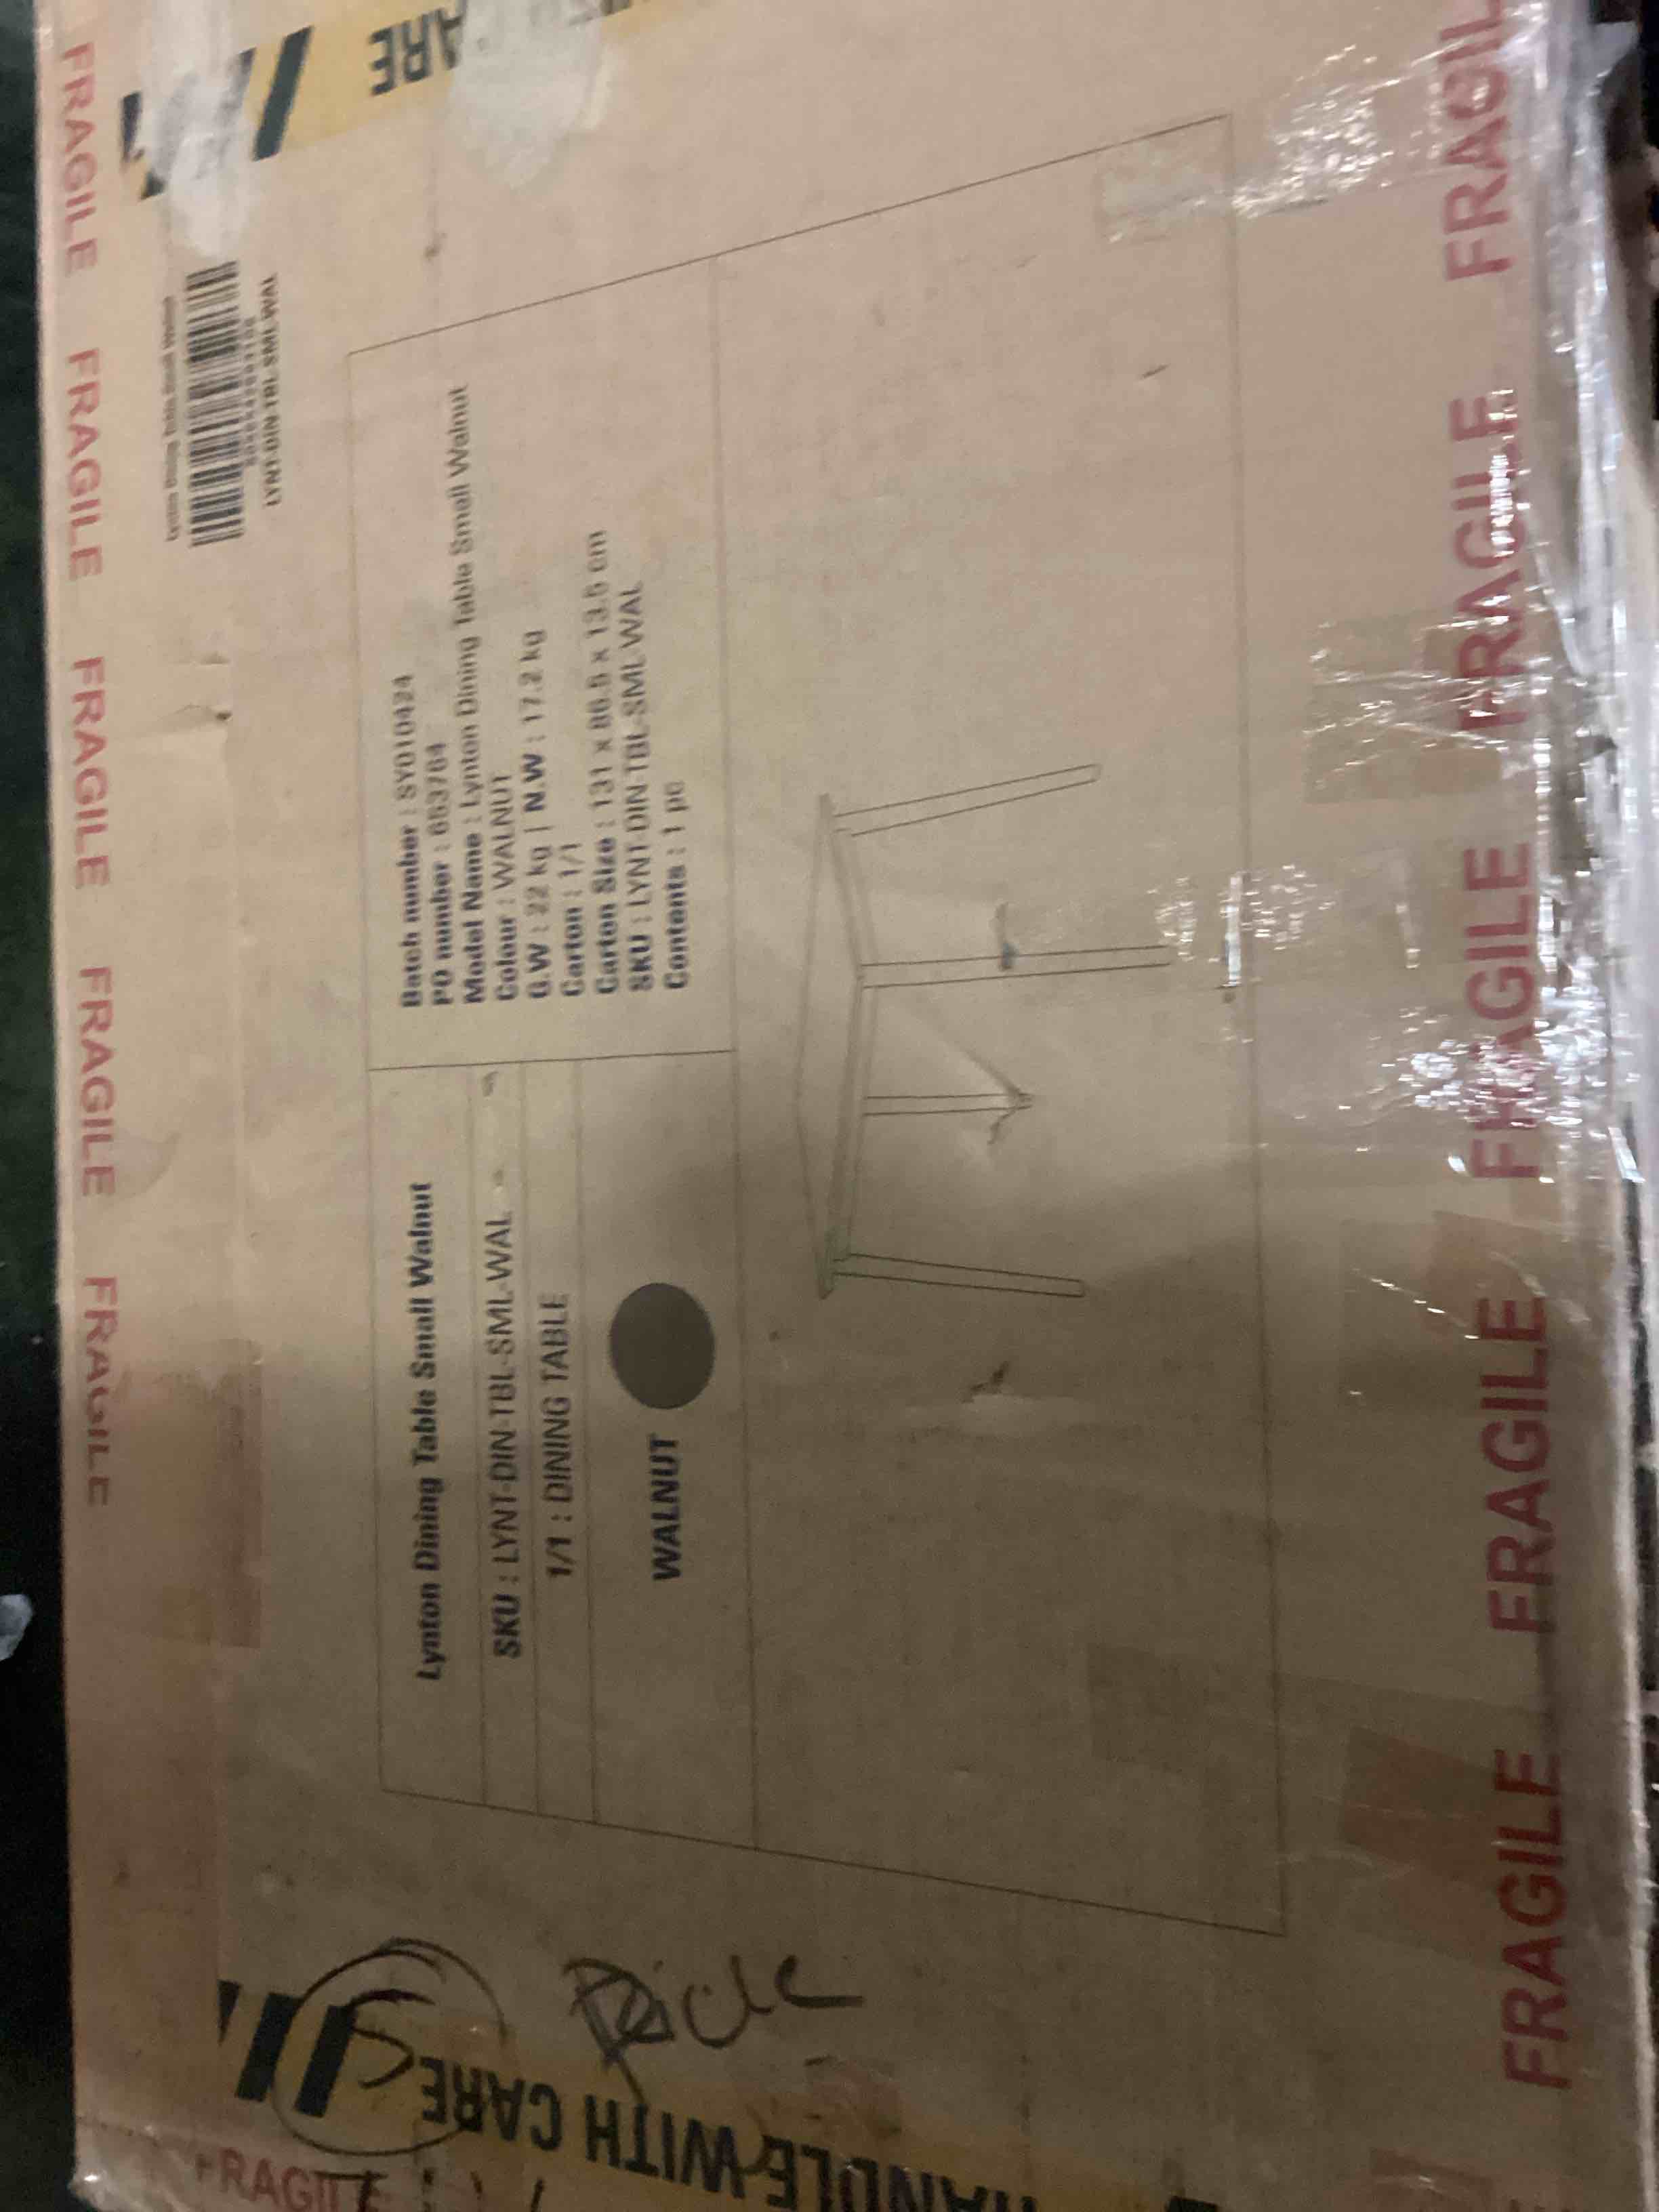 FRAGILE FRAGILE FRAGILE FRAGILE FRAGILE
LYNT-DIN-TBL-SML-WAL
CARE
Lynton Dining Table Small Walnut
SKU : LYNT-DIN-TBL-SML-WAL
1/1 : DINING TABLE
WALNUT
Batch number : SY010424
PO number : 653764
Model Name : Lynton Dining Table Small Walnut
Colour : WALNUT
G.W : 22 kg | N.W : 17.2 kg
Carton : 1/1
Carton Size : 131 x 86.5 x 13.5 cm
SKU : LYNT-DIN-TBL-SML-WAL
Contents : 1 pc
5
HANDLE WITH CARE
FRAGILE
FRAGILE FRAGILE FRAGILE FRAGILE FRAGILE FRAGILE